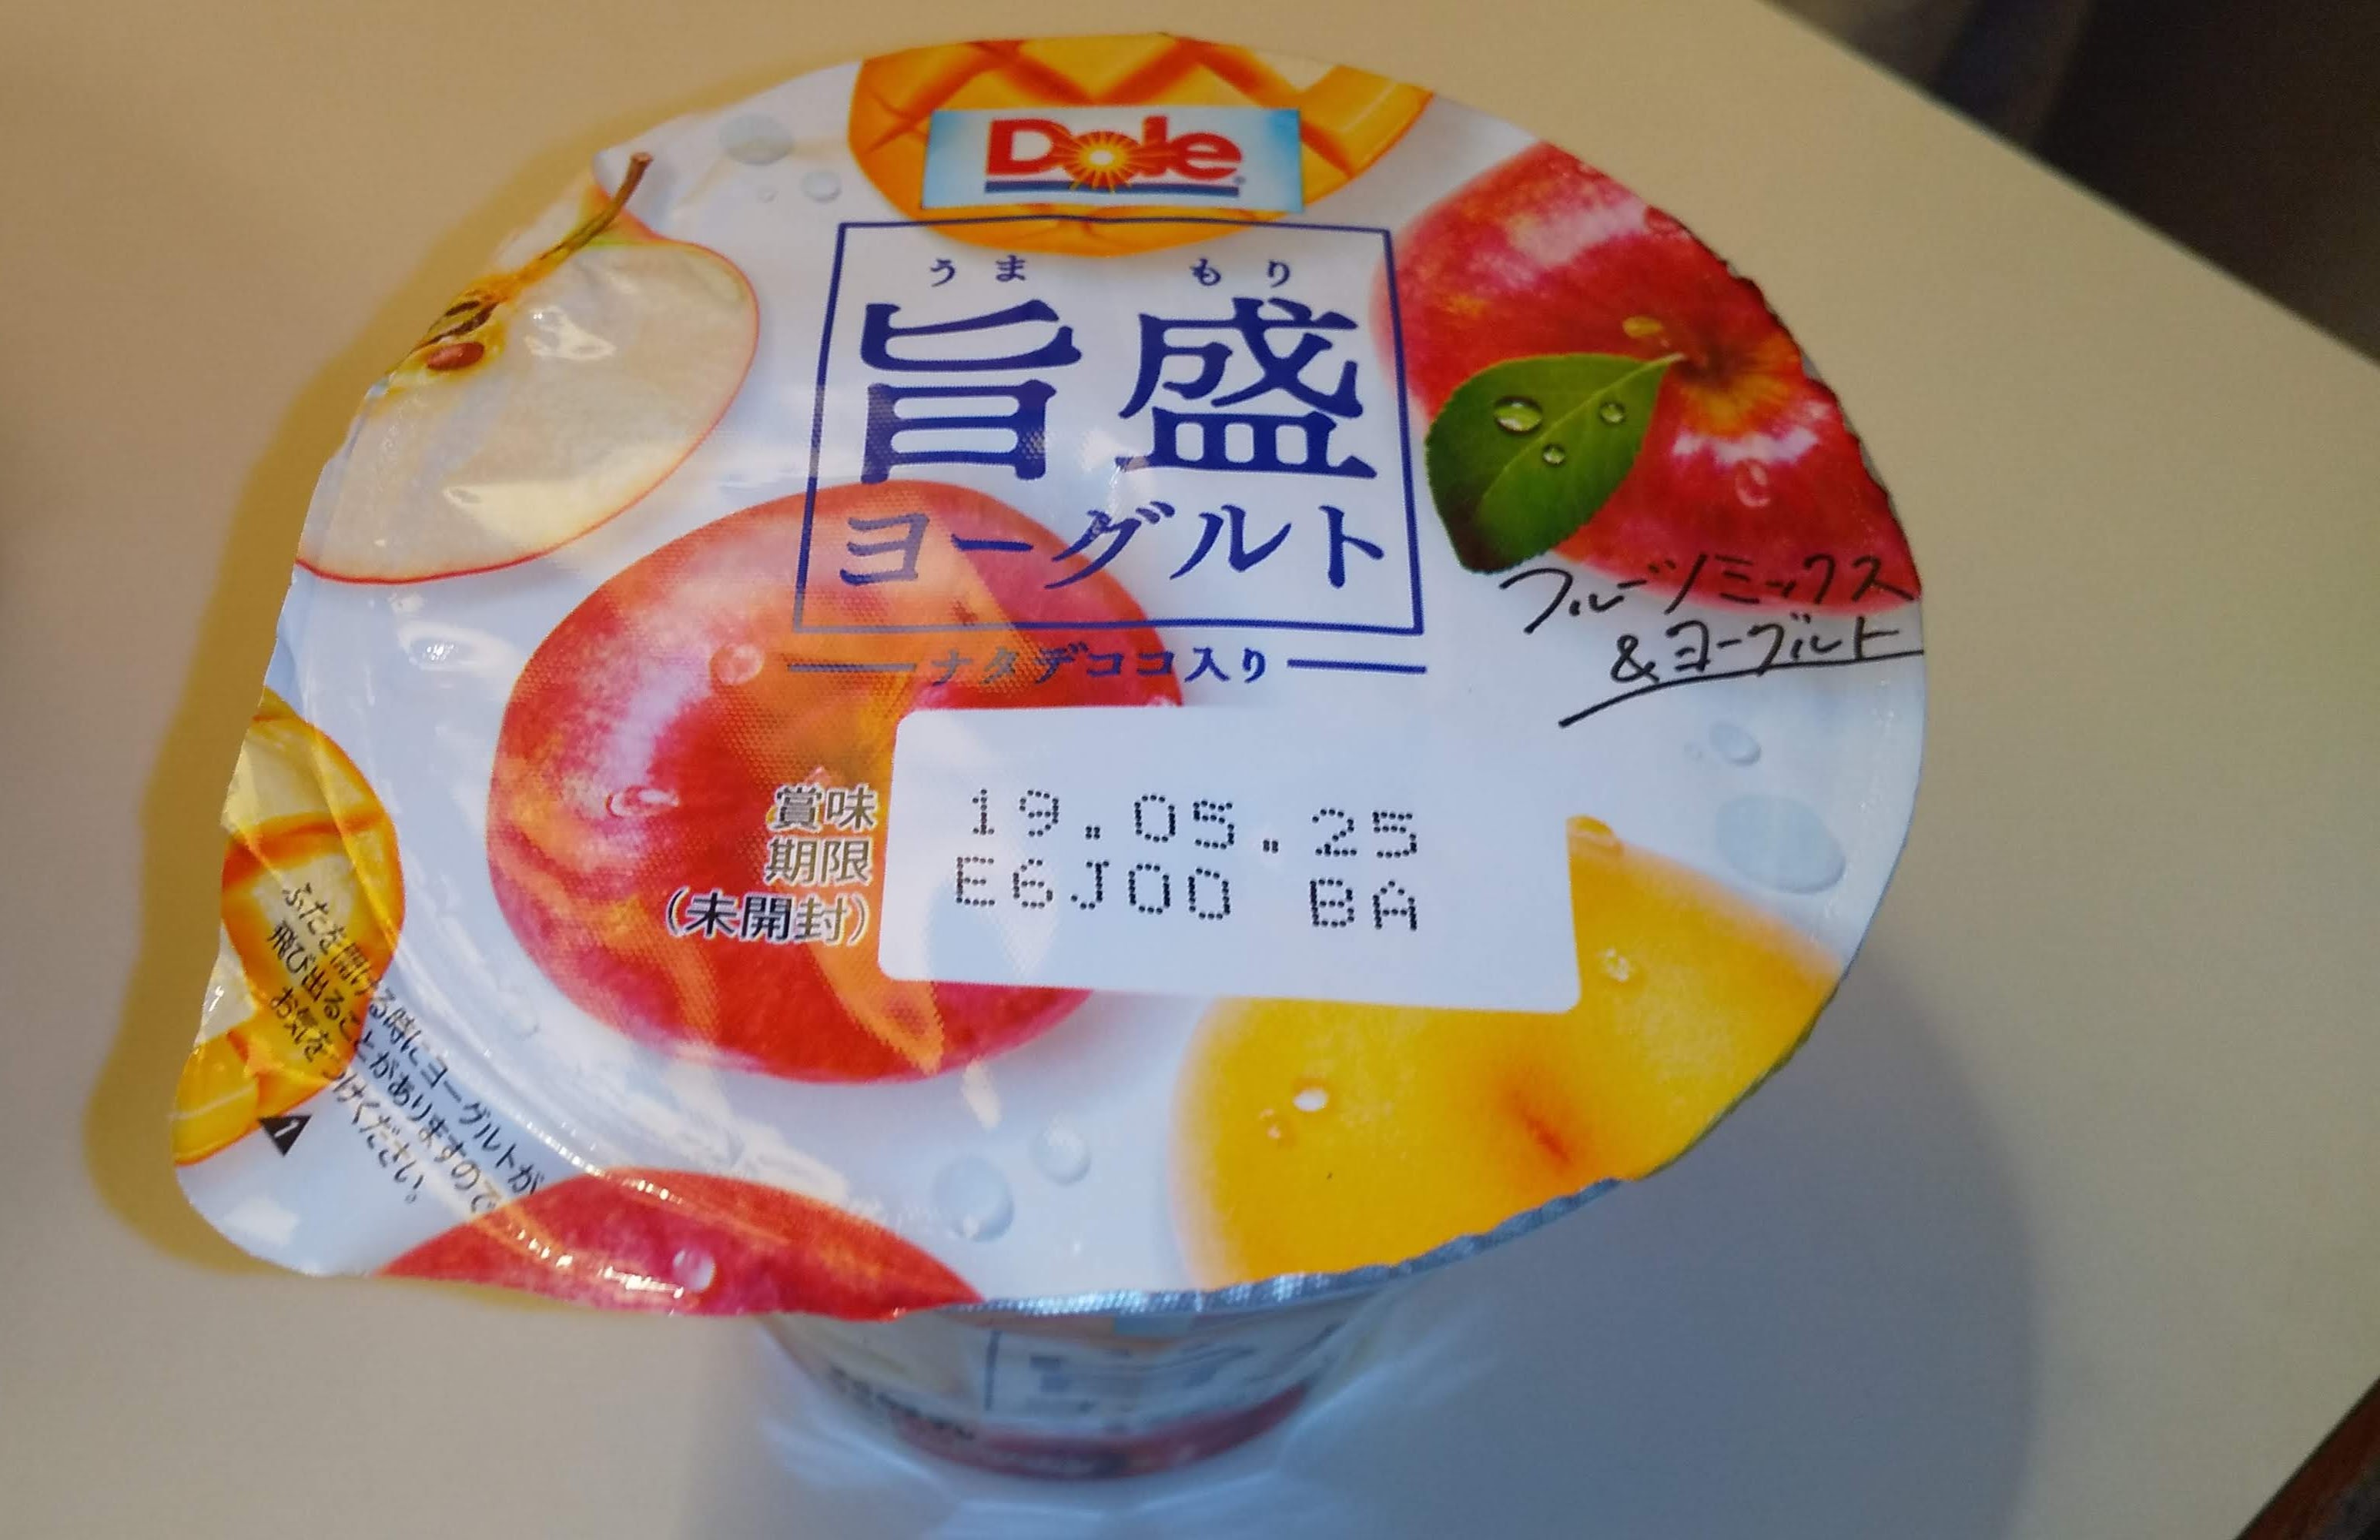 Dole
うま もり
旨盛
ヨーグルト
ナタデココ入り
フルーツミックス
&ヨーグルト
賞味
期限
(未開封)
19.05.25
E6J00 BA
ふたを開ける時にヨーグルトが
飛び出ることがありますので
お気をつけください。
1